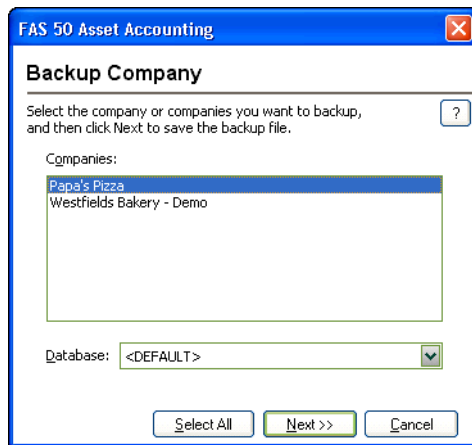 FAS 50 Asset Accounting
Backup Company
Select the company or companies you want to backup,
and then click Next to save the backup file.
?
Companies:
Papa's Pizza
Westfields Bakery - Demo
Database: <DEFAULT>
Select All Next >> Cancel